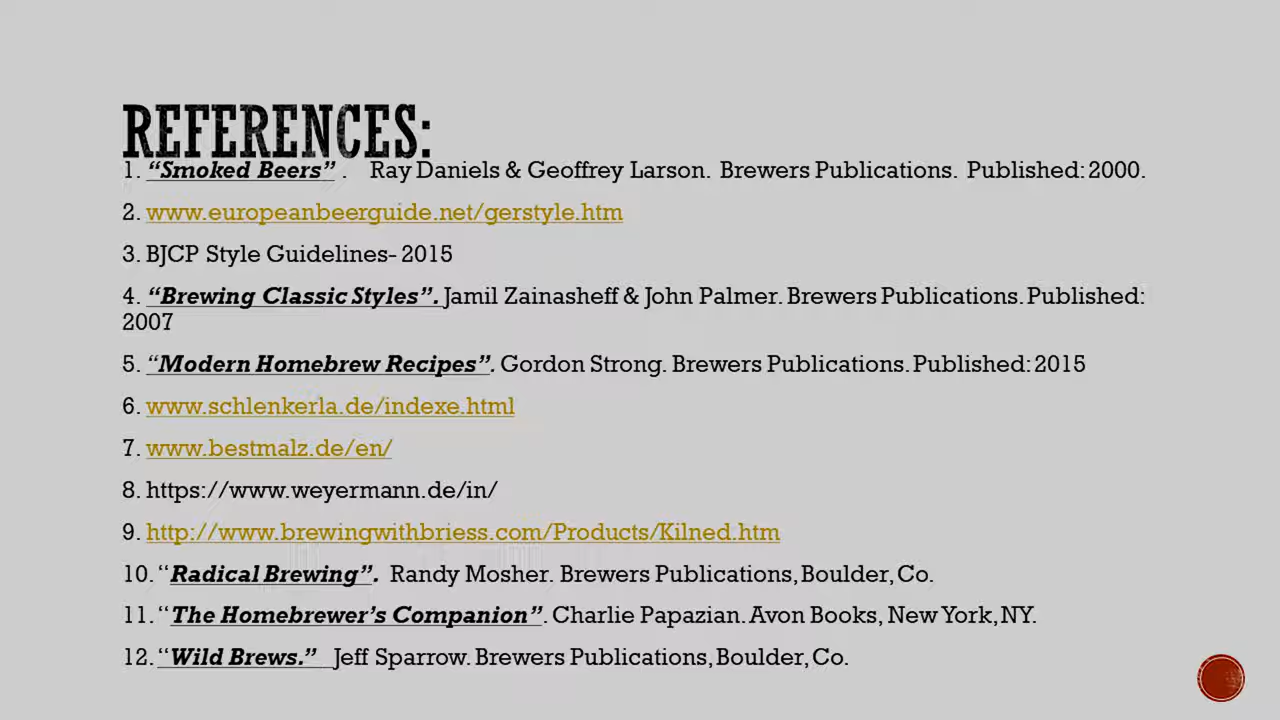 REFERENCES:
1. “Smoked Beers” . Ray Daniels & Geoffrey Larson. Brewers Publications. Published: 2000.
2. www.europeanbeerguide.net/gerstyle.htm
3. BJCP Style Guidelines- 2015
4. “Brewing Classic Styles”. Jamil Zainasheff & John Palmer. Brewers Publications. Published:
2007
5. “Modern Homebrew Recipes”. Gordon Strong. Brewers Publications. Published: 2015
6. www.schlenkerla.de/indexe.html
7. www.bestmalz.de/en/
8. https://www.weyermann.de/in/
9. http://www.brewingwithbriess.com/Products/Kilned.htm
10. “Radical Brewing”. Randy Mosher. Brewers Publications, Boulder, Co.
11. “The Homebrewer’s Companion”. Charlie Papazian. Avon Books, New York, NY.
12. “Wild Brews.” Jeff Sparrow. Brewers Publications, Boulder, Co.